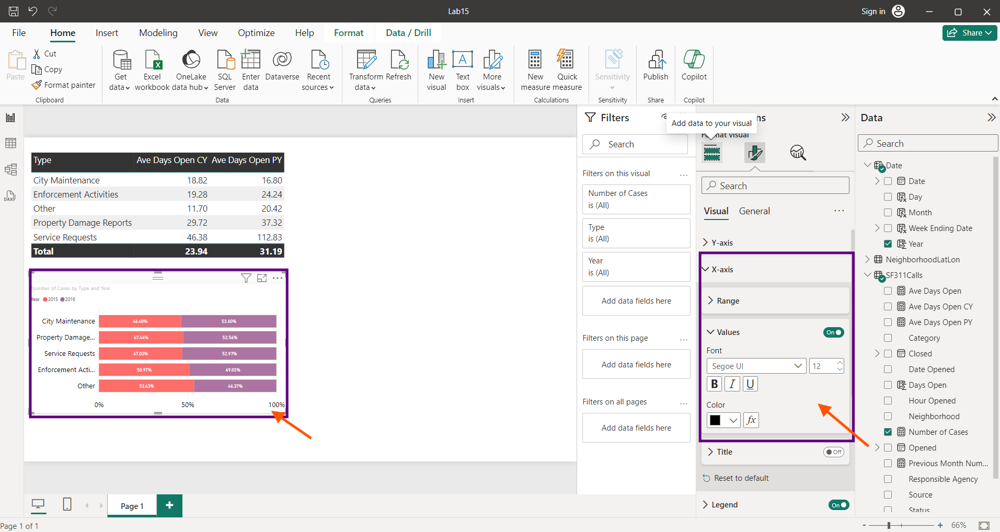 Lab15
Sign in
File Home Insert Modeling View Optimize Help Format Data / Drill
Share
Paste
Cut
Copy
Format painter
Clipboard
Get data
Excel workbook
OneLake data hub
SQL Server
Enter data
Dataverse
Recent sources
Data
Transform data
Refresh
Queries
New visual
Text box
More visuals
Insert
New measure
Quick measure
Calculations
Sensitivity
Sensitivity
Publish
Share
Copilot
Copilot
DAX
Type Ave Days Open CY Ave Days Open PY
City Maintenance 18.82 16.80
Enforcement Activities 19.28 24.24
Other 11.70 20.42
Property Damage Reports 29.72 37.32
Service Requests 46.38 112.83
Total 23.94 31.19
Number of Cases by Type and Year
Year 2015 2016
City Maintenance 46.40% 53.60%
Property Damage... 47.44% 52.56%
Service Requests 47.03% 52.97%
Enforcement Acti... 50.97% 49.03%
Other 53.63% 46.37%
0% 50% 100%
Filters
Search
Filters on this visual ...
Number of Cases
is (All)
Type
is (All)
Year
is (All)
Add data fields here
Filters on this page ...
Add data fields here
Filters on all pages ...
Add data fields here
Add data to your visual
Search
Visual General ...
Y-axis
X-axis
Range
Values On
Font
Segoe UI 12
B I U
Color
fx
Title Off
Reset to default
Legend On
Data
Search
Date
Date
Day
Month
Week Ending Date
Year
NeighborhoodLatLon
SF311Calls
Ave Days Open
Ave Days Open CY
Ave Days Open PY
Category
Closed
Date Opened
Days Open
Hour Opened
Neighborhood
Number of Cases
Opened
Previous Month Num...
Responsible Agency
Source
Status
Page 1 +
Page 1 of 1
- + 66%